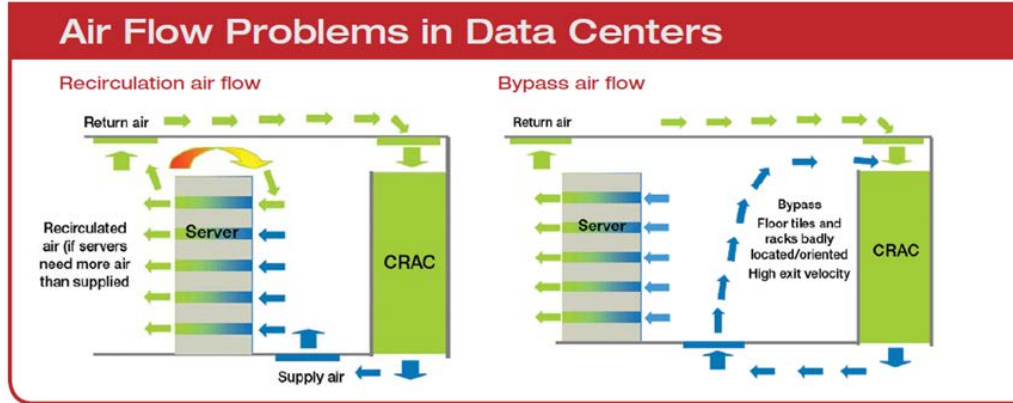 Air Flow Problems in Data Centers
Recirculation air flow
Return air
Recirculated
air (if servers
need more air
than supplied
Server
CRAC
Supply air
Bypass air flow
Return air
Server
Bypass
Floor tiles and
racks badly
located/oriented
High exit velocity
CRAC